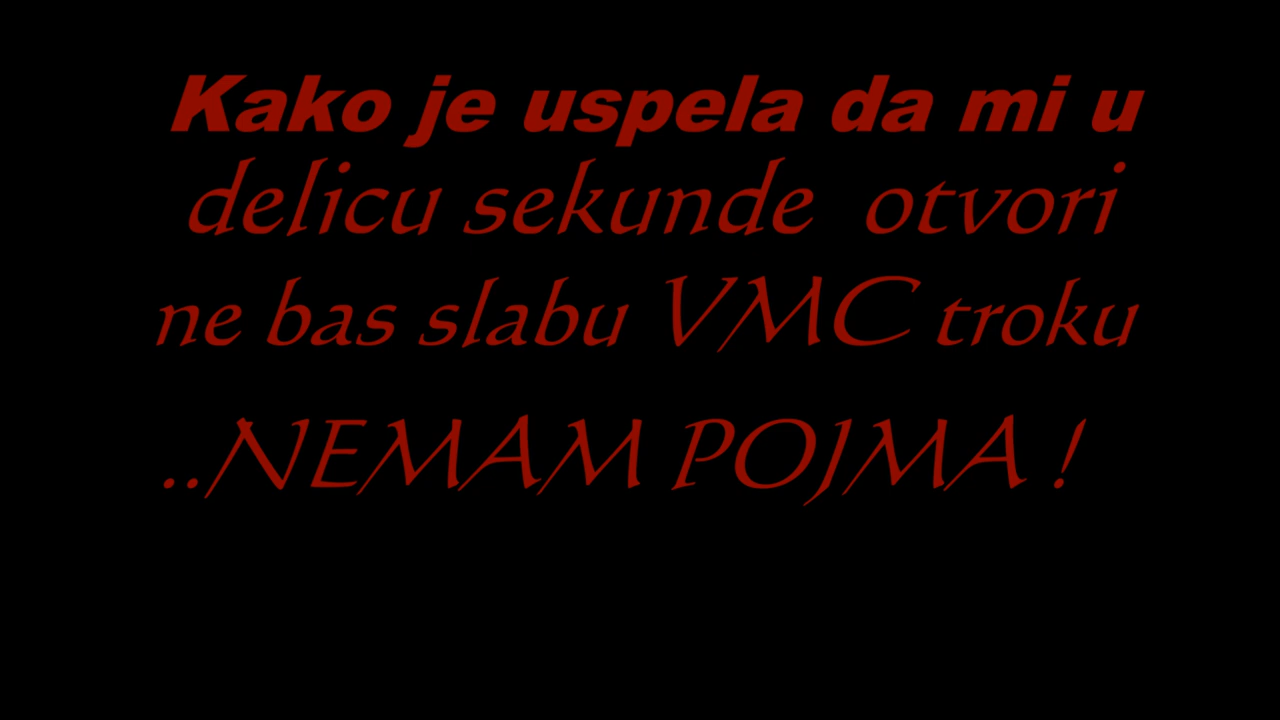 Kako je uspela da mi u
delicu sekunde otvori
ne bas slabu VMC troku
..NEMAM POJMA !